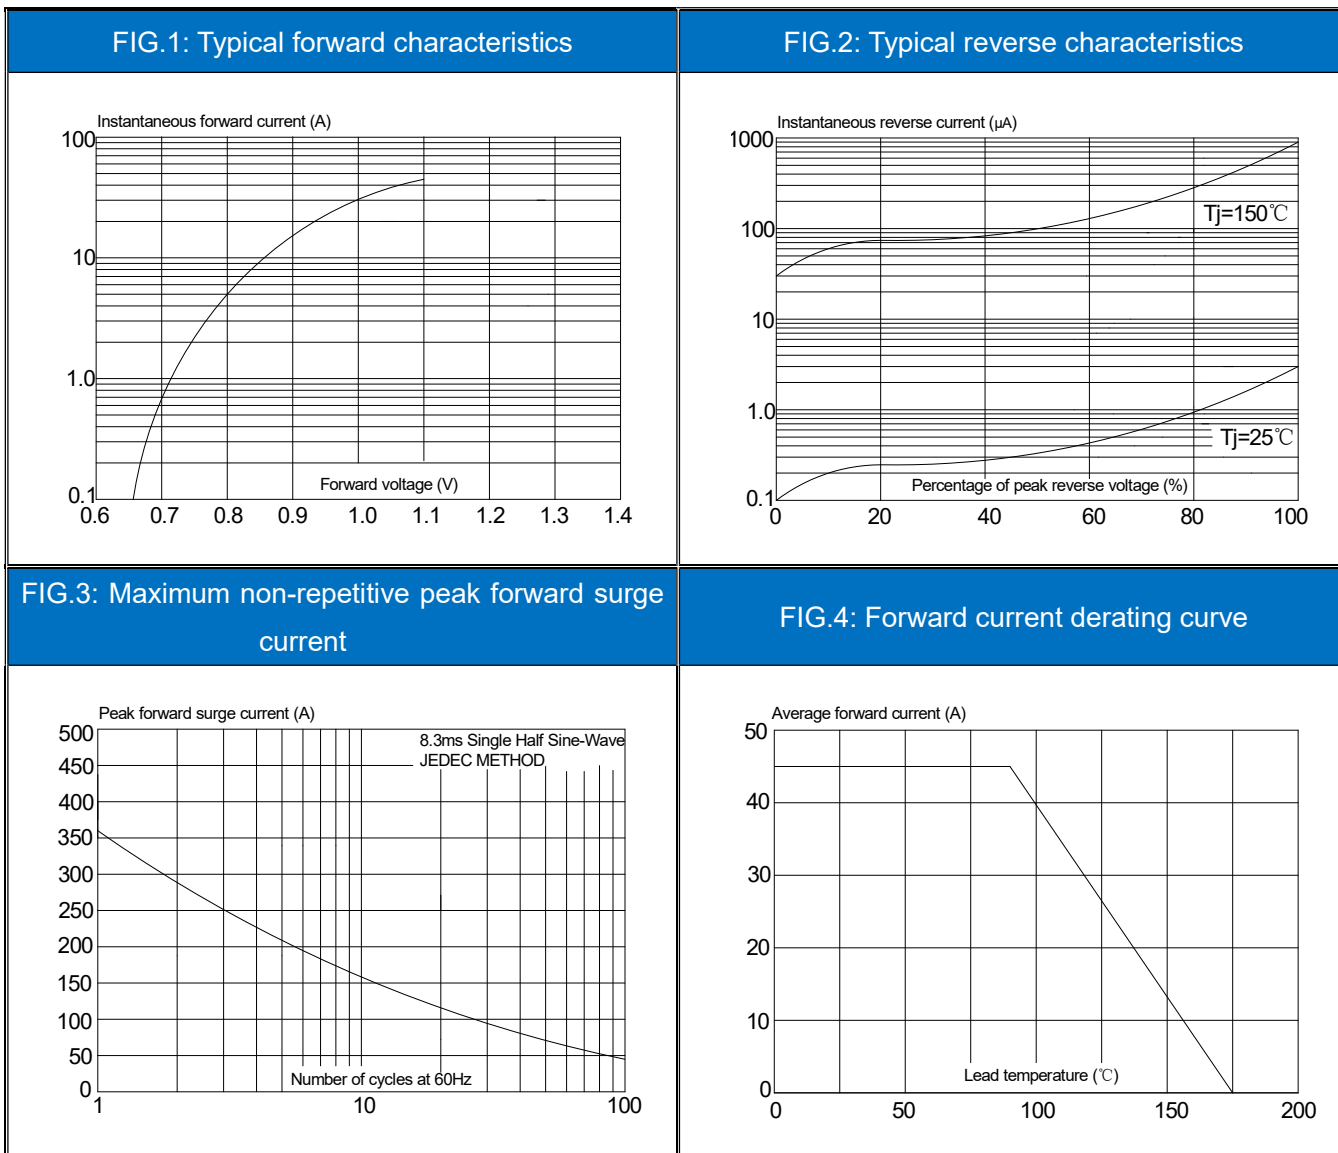 FIG.1: Typical forward characteristics
FIG.2: Typical reverse characteristics
Instantaneous forward current (A)
100
10
1.0
0.1
Forward voltage (V)
0.6 0.7 0.8 0.9 1.0 1.1 1.2 1.3 1.4
Instantaneous reverse current (μA)
1000
100
Tj=150℃
10
1.0
Tj=25℃
0.1
Percentage of peak reverse voltage (%)
0 20 40 60 80 100
FIG.3: Maximum non-repetitive peak forward surge
current
FIG.4: Forward current derating curve
Peak forward surge current (A)
500
8.3ms Single Half Sine-Wave
JEDEC METHOD
450
400
350
300
250
200
150
100
50
0
Number of cycles at 60Hz
1 10 100
Average forward current (A)
50
40
30
20
10
0
Lead temperature (℃)
0 50 100 150 200